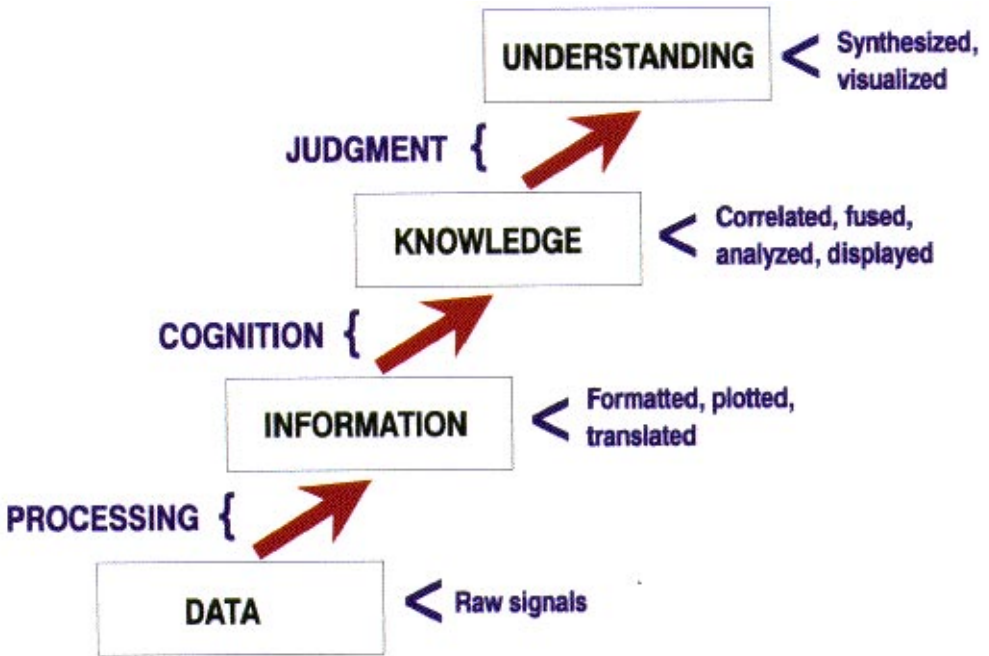 UNDERSTANDING < Synthesized,
visualized
JUDGMENT {
KNOWLEDGE < Correlated, fused,
analyzed, displayed
COGNITION {
INFORMATION < Formatted, plotted,
translated
PROCESSING {
DATA < Raw signals